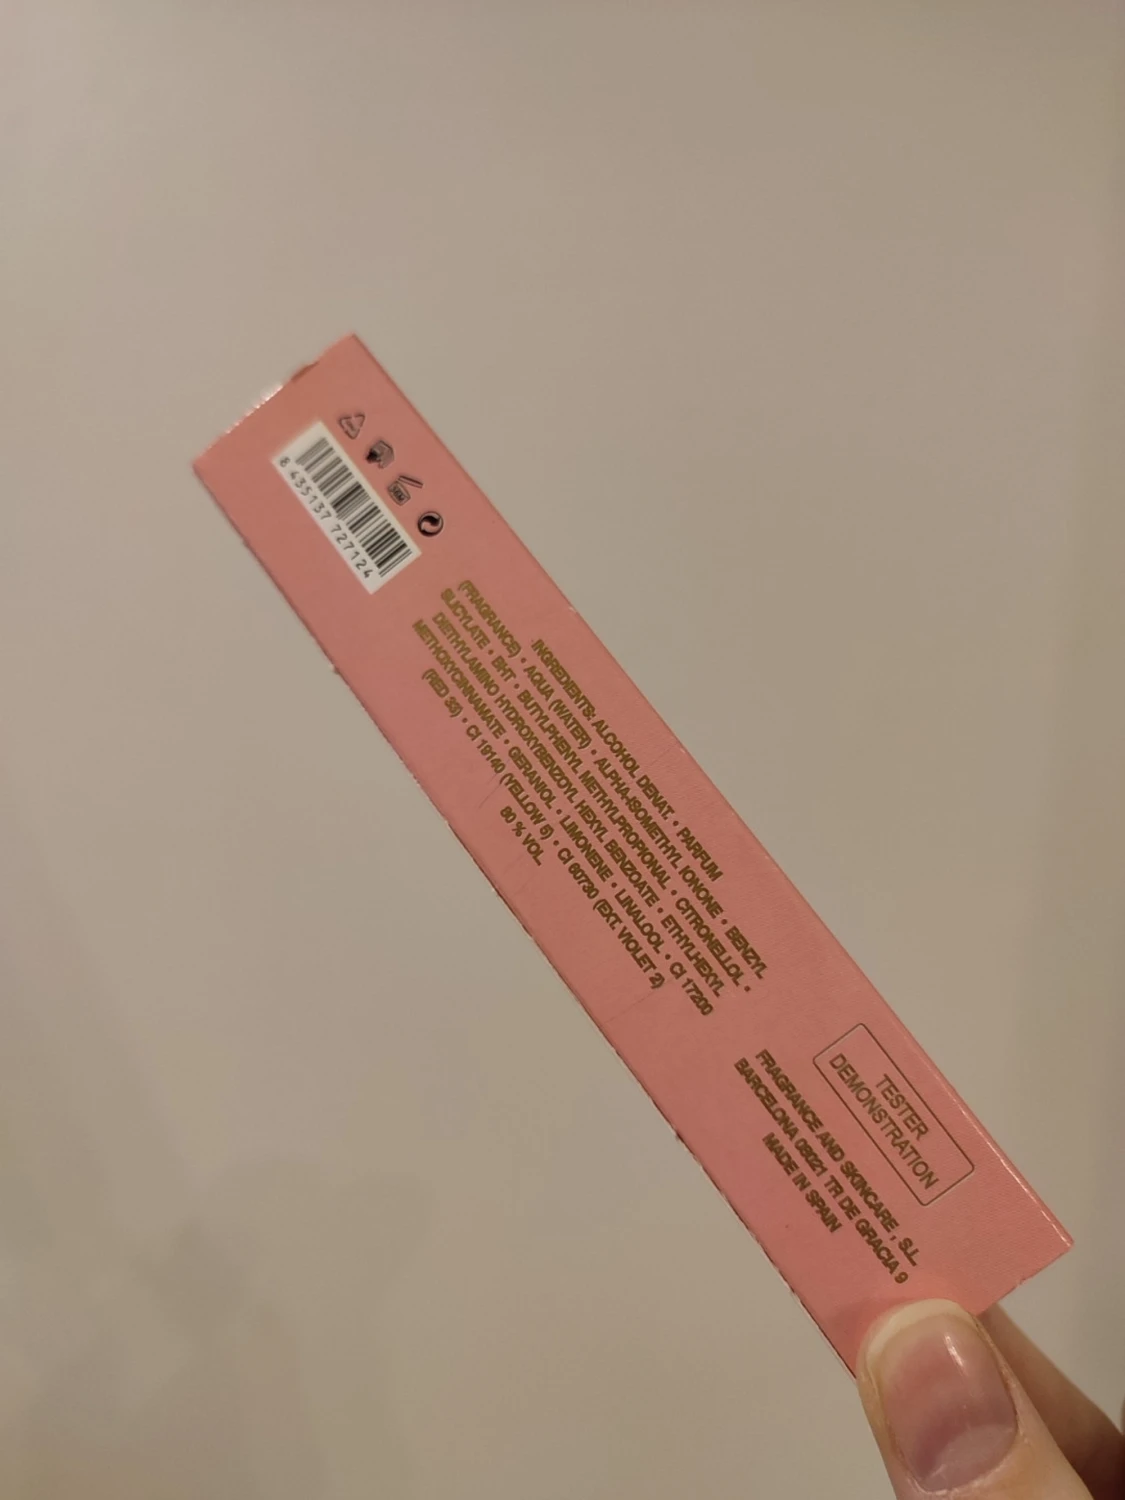 8 435137 727124
36M
INGREDIENTS: ALCOHOL DENAT. • PARFUM
(FRAGRANCE) • AQUA (WATER) • ALPHA-ISOMETHYL IONONE • BENZYL
SLICYLATE • BHT • BUTYLPHENYL METHYLPROPIONAL • CITRONELLOL •
DIETHYLAMINO HYDROXYBENZOYL HEXYL BENZOATE • ETHYLHEXYL
METHOXYCINNAMATE • GERANIOL • LIMONENE • LINALOOL • CI 17200
(RED 33) • CI 19140 (YELLOW 5) • CI 60730 (EXT. VIOLET 2)
80 % VOL.
TESTER
DEMONSTRATION
FRAGRANCE AND SKINCARE, S.L.
BARCELONA 08021 TR DE GRACIA 9
MADE IN SPAIN